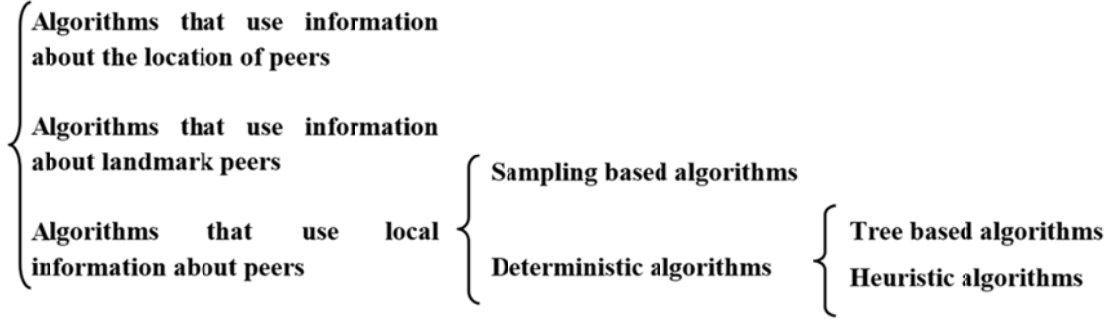 Algorithms that use information
about the location of peers
Algorithms that use information
about landmark peers
Algorithms that use local
information about peers
Sampling based algorithms
Deterministic algorithms
Tree based algorithms
Heuristic algorithms